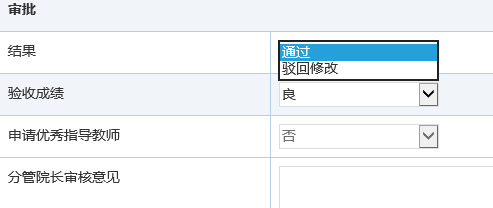 审批
结果
通过
驳回修改
验收成绩
良
申请优秀指导教师
否
分管院长审核意见